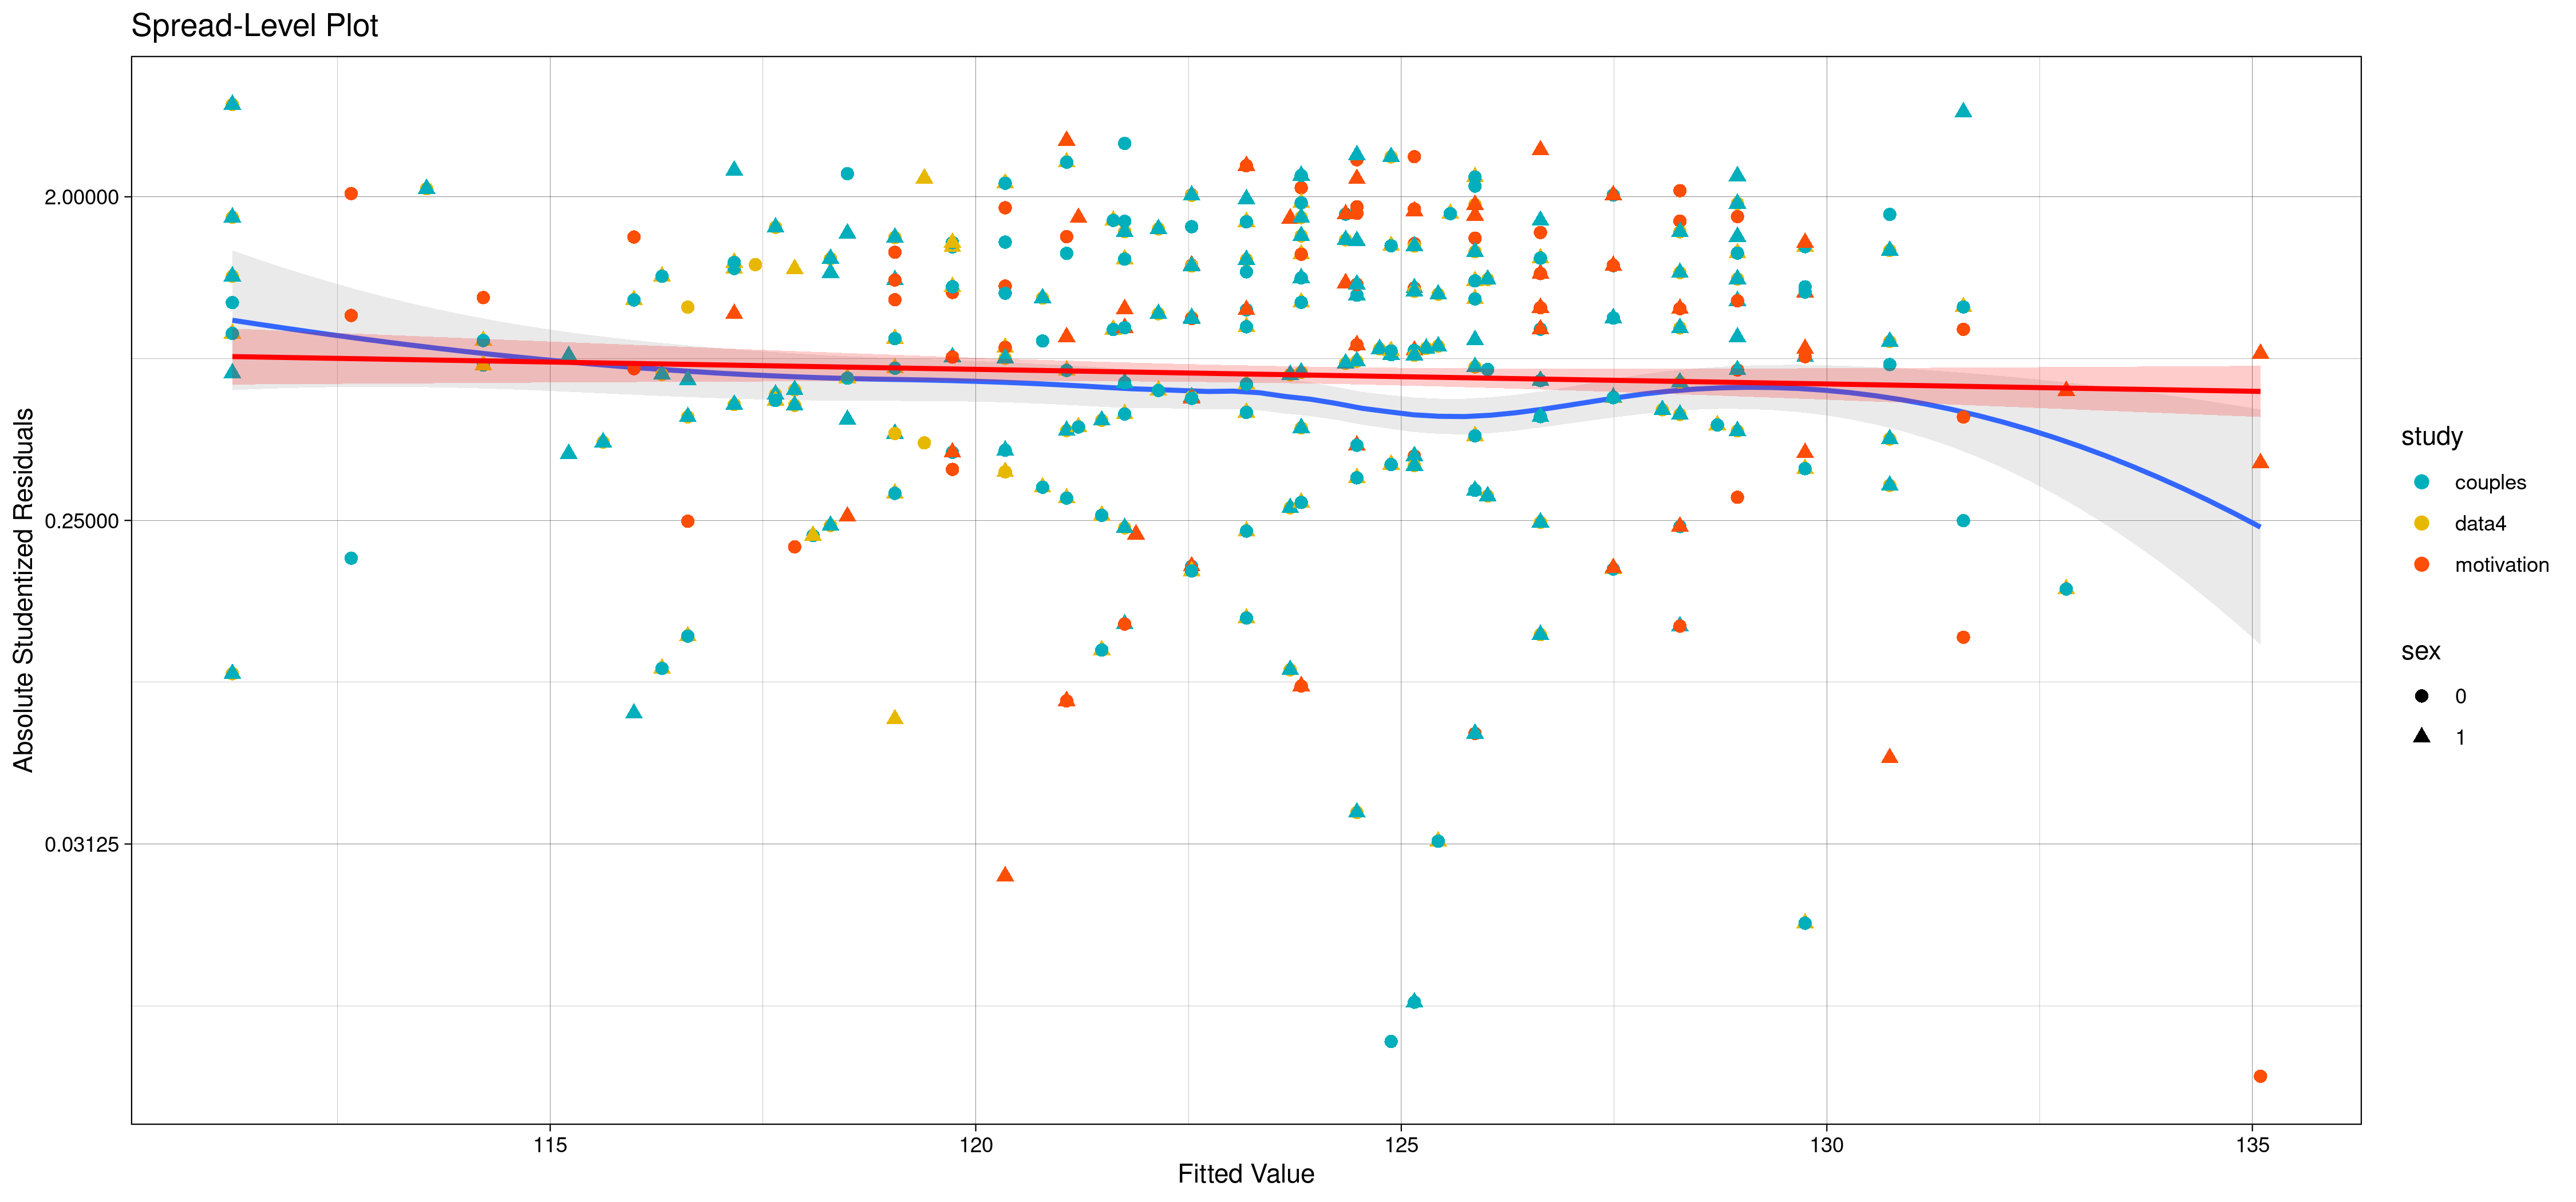 Spread-Level Plot
Absolute Studentized Residuals
2.00000
0.25000
0.03125
115
120
125
130
135
Fitted Value
study
couples
data4
motivation
sex
0
1